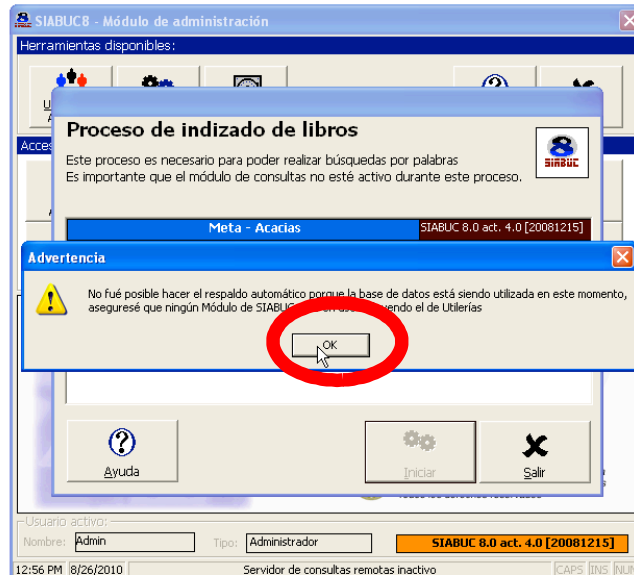 SIABUC8 - Módulo de administración
Herramientas disponibles:
Proceso de indizado de libros
Este proceso es necesario para poder realizar búsquedas por palabras
Es importante que el módulo de consultas no esté activo durante este proceso.
SIABUC
Meta - Acacias
SIABUC 8.0 act. 4.0 [20081215]
Advertencia
No fué posible hacer el respaldo automático porque la base de datos está siendo utilizada en este momento,
aseguresé que ningún Módulo de SIABUC el de Utilerías
OK
Ayuda
Iniciar
Salir
Usuario activo:
Nombre: Admin
Tipo: Administrador
SIABUC 8.0 act. 4.0 [20081215]
12:56 PM 8/26/2010 Servidor de consultas remotas inactivo CAPS INS NUM